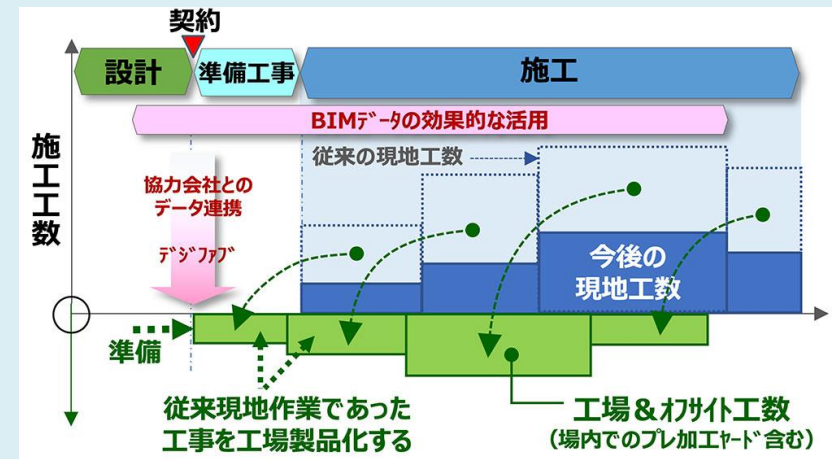 契約
設計
準備工事
施工
BIMﾃﾞｰﾀの効果的な活用
従来の現地工数
施工工数
協力会社との
データ連携
ﾃﾞｼﾞﾌｧﾌﾞ
今後の
現地工数
準備
従来現地作業であった
工事を工場製品化する
工場＆ｵﾌｻｲﾄ工数
(場内でのプレ加工ﾔｰﾄﾞ含む)